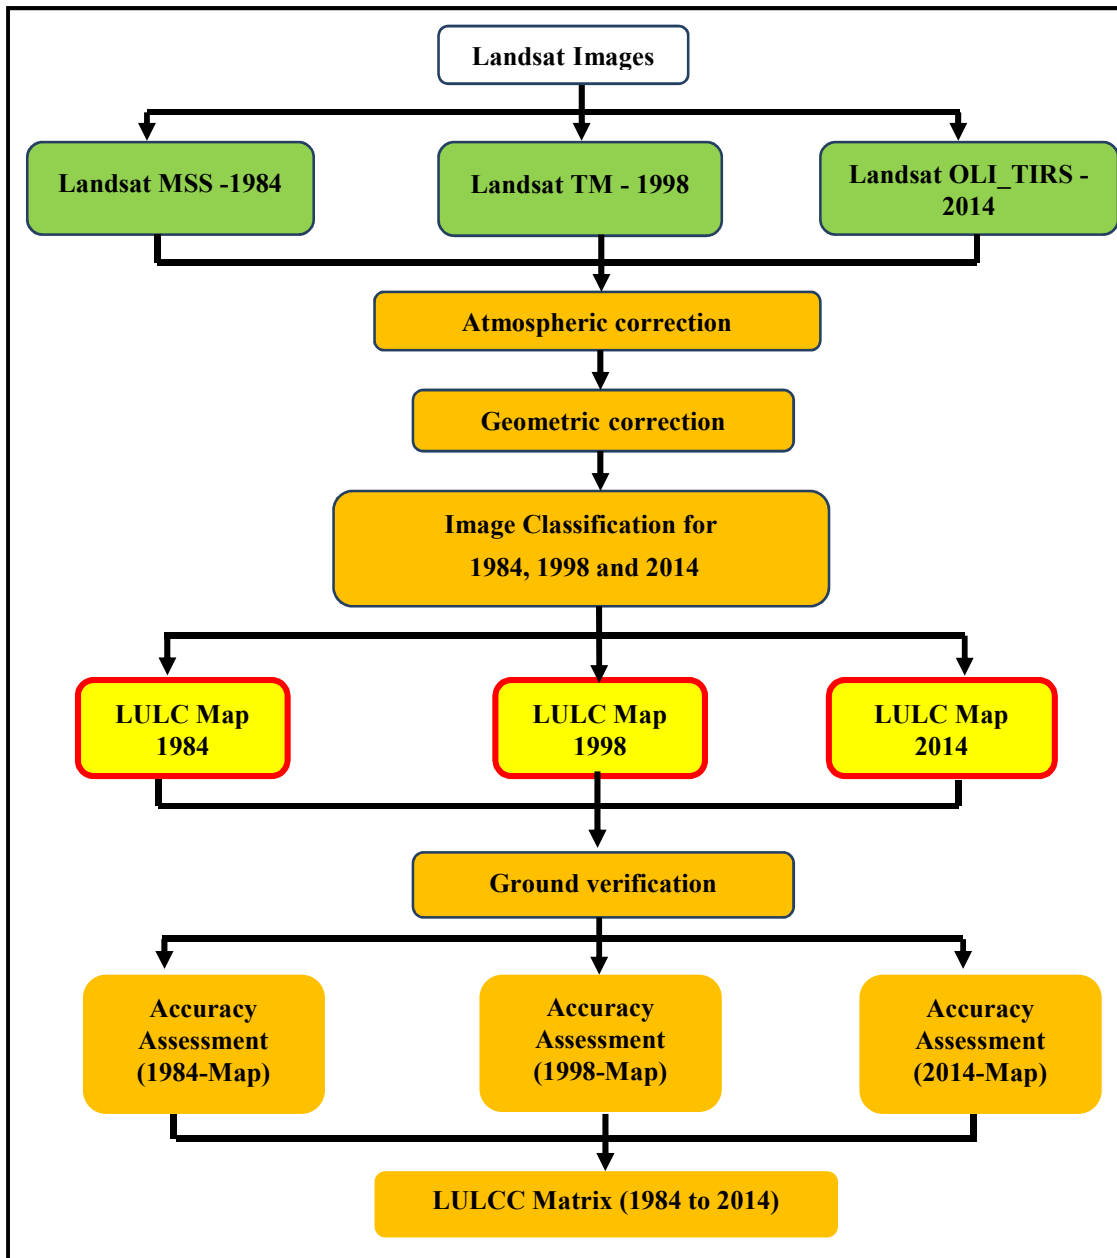 Landsat Images
Landsat MSS -1984
Landsat TM - 1998
Landsat OLI_TIRS -
2014
Atmospheric correction
Geometric correction
Image Classification for
1984, 1998 and 2014
LULC Map
1984
LULC Map
1998
LULC Map
2014
Ground verification
Accuracy
Assessment
(1984-Map)
Accuracy
Assessment
(1998-Map)
Accuracy
Assessment
(2014-Map)
LULCC Matrix (1984 to 2014)